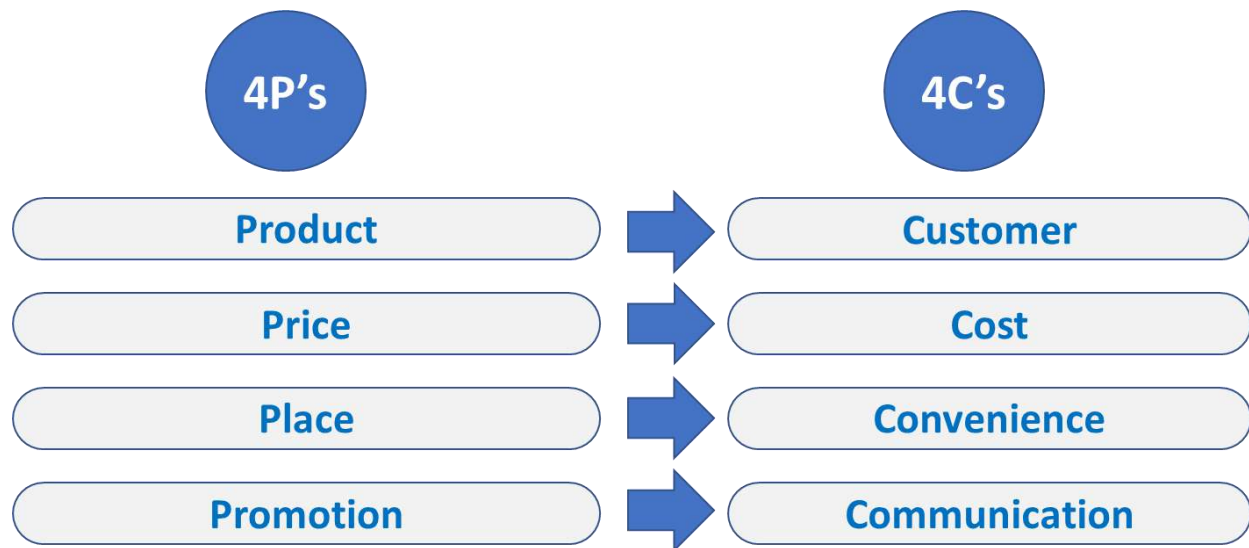 4P's
4C's
Product
Customer
Price
Cost
Place
Convenience
Promotion
Communication